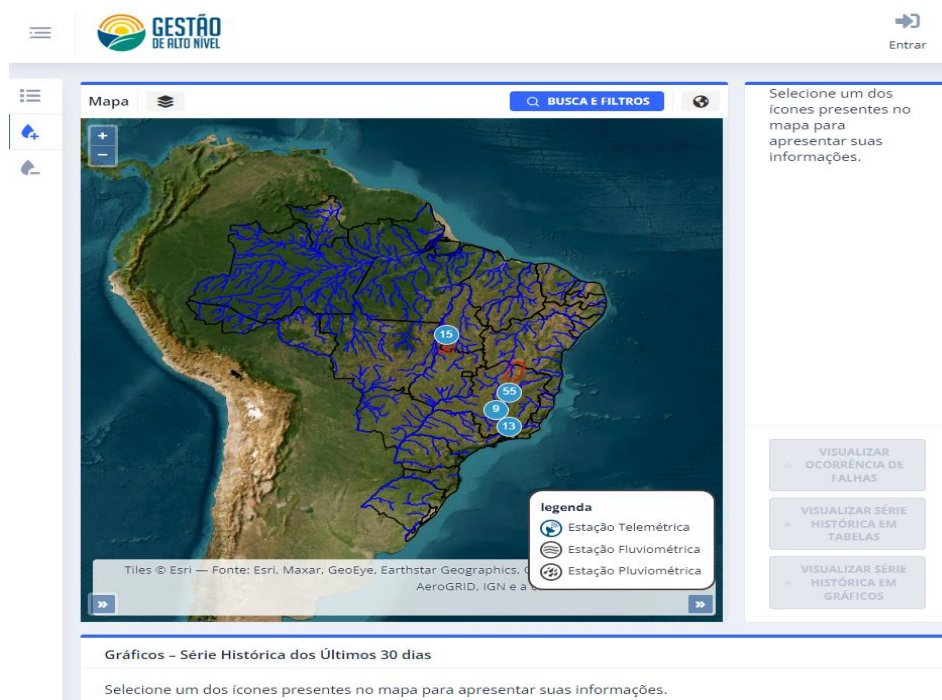 GESTÃO
DE ALTO NÍVEL
Entrar
Mapa
BUSCA E FILTROS
+
−
15
55
9
13
legenda
Estação Telemétrica
Estação Fluviométrica
Estação Pluviométrica
Tiles © Esri — Fonte: Esri, Maxar, GeoEye, Earthstar Geographics,
AeroGRID, IGN e a
»
»
Selecione um dos
ícones presentes no
mapa para
apresentar suas
informações.
VISUALIZAR
OCORRÊNCIA DE
FALHAS
VISUALIZAR SÉRIE
HISTÓRICA EM
TABELAS
VISUALIZAR SÉRIE
HISTÓRICA EM
GRÁFICOS
Gráficos – Série Histórica dos Últimos 30 dias
Selecione um dos ícones presentes no mapa para apresentar suas informações.